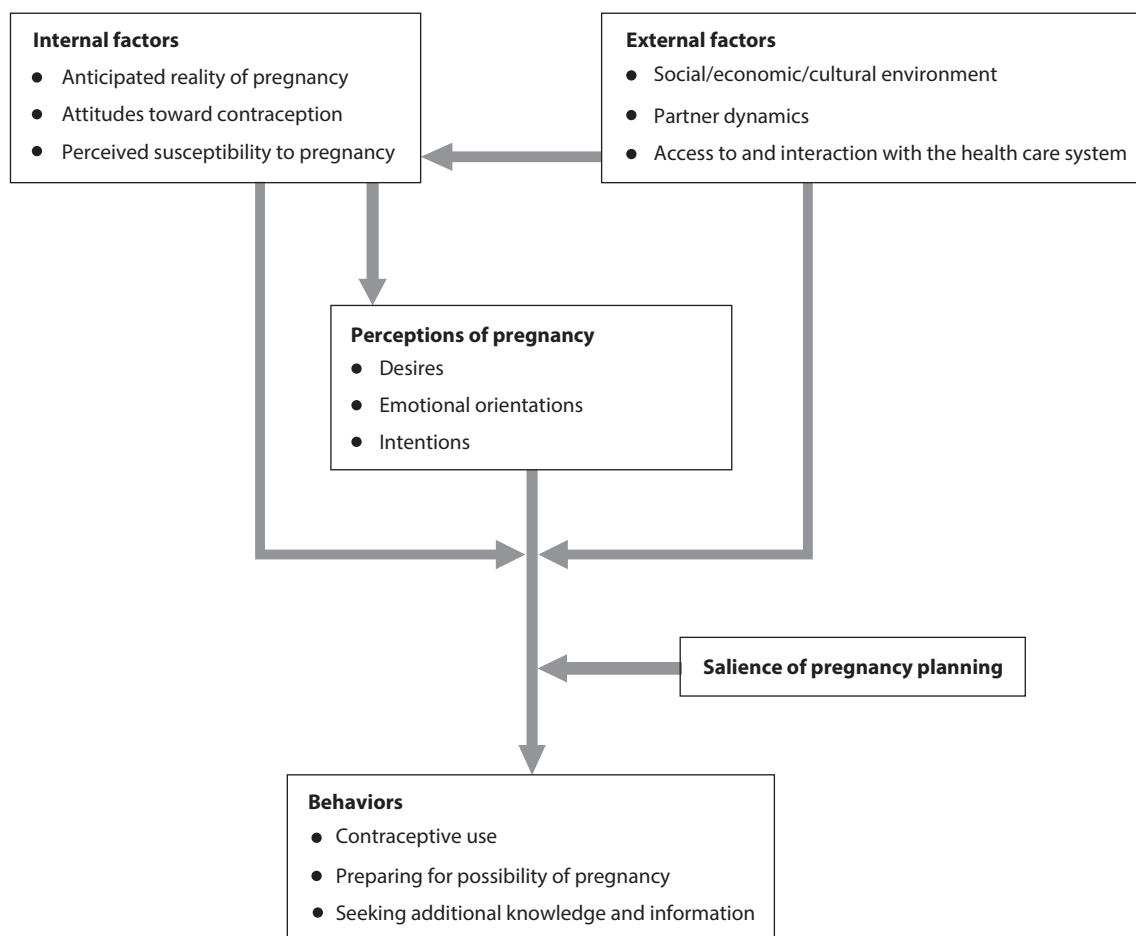 Internal factors
● Anticipated reality of pregnancy
● Attitudes toward contraception
● Perceived susceptibility to pregnancy
External factors
● Social/economic/cultural environment
● Partner dynamics
● Access to and interaction with the health care system
Perceptions of pregnancy
● Desires
● Emotional orientations
● Intentions
Salience of pregnancy planning
Behaviors
● Contraceptive use
● Preparing for possibility of pregnancy
● Seeking additional knowledge and information